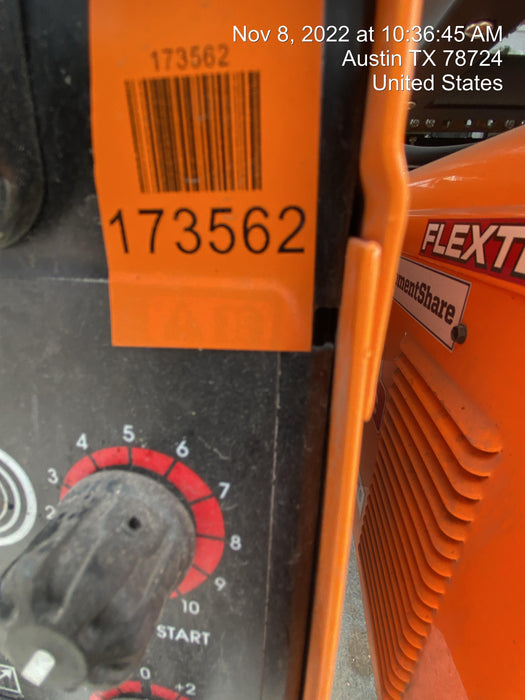 Nov 8, 2022 at 10:36:45 AM
Austin TX 78724
United States
173562
173562
FLEXT
mentShare
4 5 6
3 7
2 8
9
10
START
0 +2